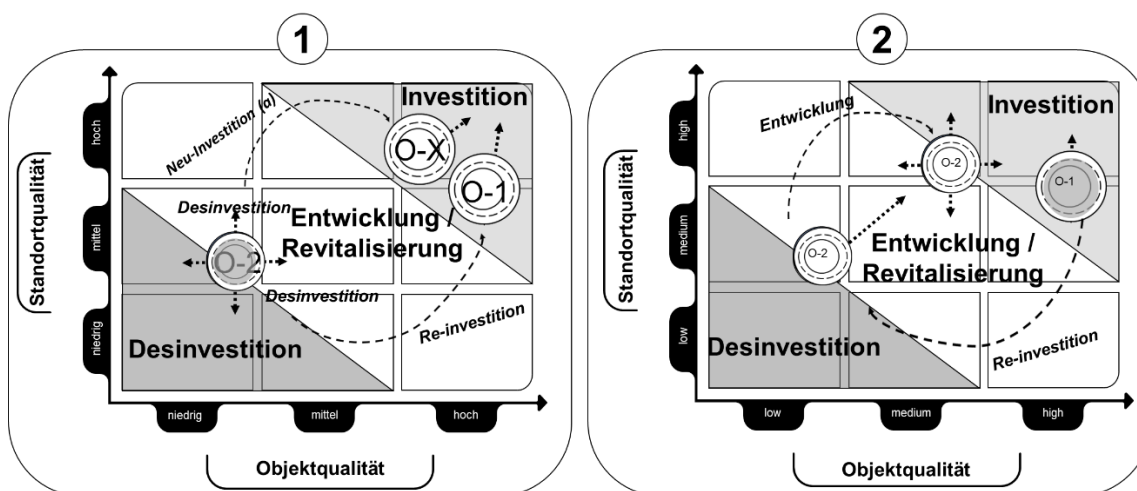 1
Standortqualität
hoch
mittel
niedrig
Neu-Investition (a)
Investition
O-X
O-1
Desinvestition
Entwicklung /
Revitalisierung
O-2
Desinvestition
Desinvestition
Re-investition
niedrig
mittel
hoch
Objektqualität
2
Standortqualität
high
medium
low
Entwicklung
Investition
O-2
O-1
O-2
Entwicklung /
Revitalisierung
Desinvestition
Re-investition
low
medium
high
Objektqualität